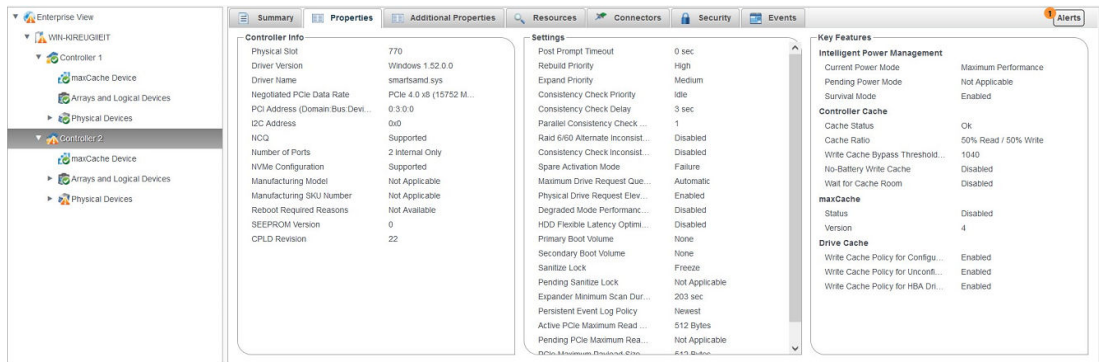 Enterprise View
WIN-KIREUGIIEIT
Controller 1
maxCache Device
Arrays and Logical Devices
Physical Devices
Controller 2
maxCache Device
Arrays and Logical Devices
Physical Devices
Summary Properties Additional Properties Resources Connectors Security Events
1
Alerts
Controller Info
Physical Slot 770
Driver Version Windows 1.52.0.0
Driver Name smartsamd.sys
Negotiated PCIe Data Rate PCIe 4.0 x8 (15752 M...
PCI Address (Domain:Bus:Devi... 0:3:0:0
I2C Address 0x0
NCQ Supported
Number of Ports 2 Internal Only
NVMe Configuration Supported
Manufacturing Model Not Applicable
Manufacturing SKU Number Not Applicable
Reboot Required Reasons Not Available
SEEPROM Version 0
CPLD Revision 22
Settings
Post Prompt Timeout 0 sec
Rebuild Priority High
Expand Priority Medium
Consistency Check Priority Idle
Consistency Check Delay 3 sec
Parallel Consistency Check ... 1
Raid 6/60 Alternate Inconsist... Disabled
Consistency Check Inconsist... Disabled
Spare Activation Mode Failure
Maximum Drive Request Que... Automatic
Physical Drive Request Elev... Enabled
Degraded Mode Performanc... Disabled
HDD Flexible Latency Optimi... Disabled
Primary Boot Volume None
Secondary Boot Volume None
Sanitize Lock Freeze
Pending Sanitize Lock Not Applicable
Expander Minimum Scan Dur... 203 sec
Persistent Event Log Policy Newest
Active PCIe Maximum Read ... 512 Bytes
Pending PCIe Maximum Rea... Not Applicable
PCIe Maximum Payload Size 512 Bytes
Key Features
Intelligent Power Management
Current Power Mode Maximum Performance
Pending Power Mode Not Applicable
Survival Mode Enabled
Controller Cache
Cache Status Ok
Cache Ratio 50% Read / 50% Write
Write Cache Bypass Threshold... 1040
No-Battery Write Cache Disabled
Wait for Cache Room Disabled
maxCache
Status Disabled
Version 4
Drive Cache
Write Cache Policy for Configu... Enabled
Write Cache Policy for Unconfi... Enabled
Write Cache Policy for HBA Dri... Enabled